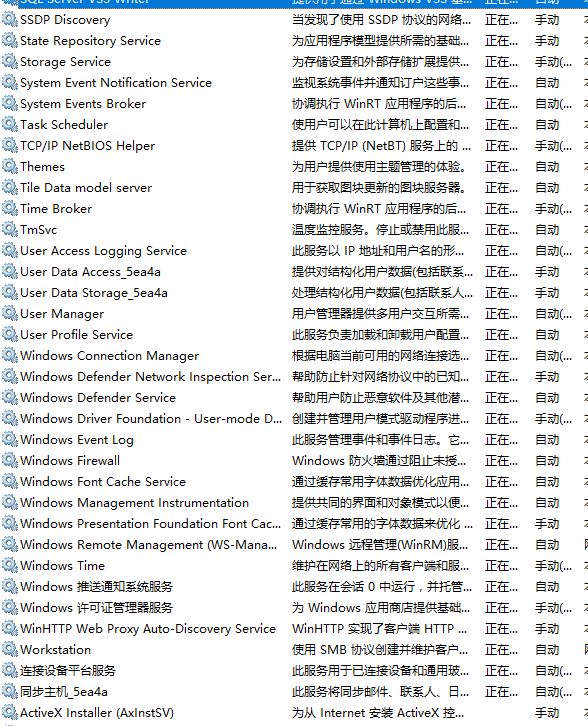 SQL Server VSS Writer 提供用于通过 Windows VSS 基... 正在... 自动
SSDP Discovery 当发现了使用 SSDP 协议的网络... 正在... 手动
State Repository Service 为应用程序模型提供所需的基础... 正在... 手动
Storage Service 为存储设置和外部存储扩展提供... 正在... 手动(...
System Event Notification Service 监视系统事件并通知订户这些事... 正在... 自动
System Events Broker 协调执行 WinRT 应用程序的后... 正在... 自动(...
Task Scheduler 使用户可以在此计算机上配置和... 正在... 自动
TCP/IP NetBIOS Helper 提供 TCP/IP (NetBT) 服务上的 ... 正在... 手动(...
Themes 为用户提供使用主题管理的体验。 正在... 自动
Tile Data model server 用于获取图块更新的图块服务器。 正在... 自动
Time Broker 协调执行 WinRT 应用程序的后... 正在... 手动(...
TmSvc 温度监控服务。停止或禁用此服... 正在... 自动
User Access Logging Service 此服务以 IP 地址和用户名的形... 正在... 自动(...
User Data Access_5ea4a 提供对结构化用户数据(包括联系... 正在... 手动
User Data Storage_5ea4a 处理结构化用户数据(包括联系人... 正在... 手动
User Manager 用户管理器提供多用户交互所需... 正在... 自动(...
User Profile Service 此服务负责加载和卸载用户配置... 正在... 自动
Windows Connection Manager 根据电脑当前可用的网络连接选... 正在... 自动(...
Windows Defender Network Inspection Ser... 帮助防止针对网络协议中的已知... 正在... 手动
Windows Defender Service 帮助用户防止恶意软件及其他潜... 正在... 自动
Windows Driver Foundation - User-mode D... 创建并管理用户模式驱动程序进... 正在... 手动(...
Windows Event Log 此服务管理事件和事件日志。它... 正在... 自动
Windows Firewall Windows 防火墙通过阻止未授... 正在... 自动
Windows Font Cache Service 通过缓存常用字体数据优化应用... 正在... 自动
Windows Management Instrumentation 提供共同的界面和对象模式以便... 正在... 自动
Windows Presentation Foundation Font Cac... 通过缓存常用的字体数据来优化 ... 正在... 手动
Windows Remote Management (WS-Mana... Windows 远程管理(WinRM)服... 正在... 自动
Windows Time 维护在网络上的所有客户端和服... 正在... 手动(...
Windows 推送通知系统服务 此服务在会话 0 中运行，并托管... 正在... 自动
Windows 许可证管理器服务 为 Windows 应用商店提供基础... 正在... 手动(...
WinHTTP Web Proxy Auto-Discovery Service WinHTTP 实现了客户端 HTTP ... 正在... 手动
Workstation 使用 SMB 协议创建并维护客户... 正在... 自动
连接设备平台服务 此服务用于已连接设备和通用玻... 正在... 自动(...
同步主机_5ea4a 此服务将同步邮件、联系人、日... 正在... 自动(...
ActiveX Installer (AxInstSV) 为从 Internet 安装 ActiveX 控... 手动